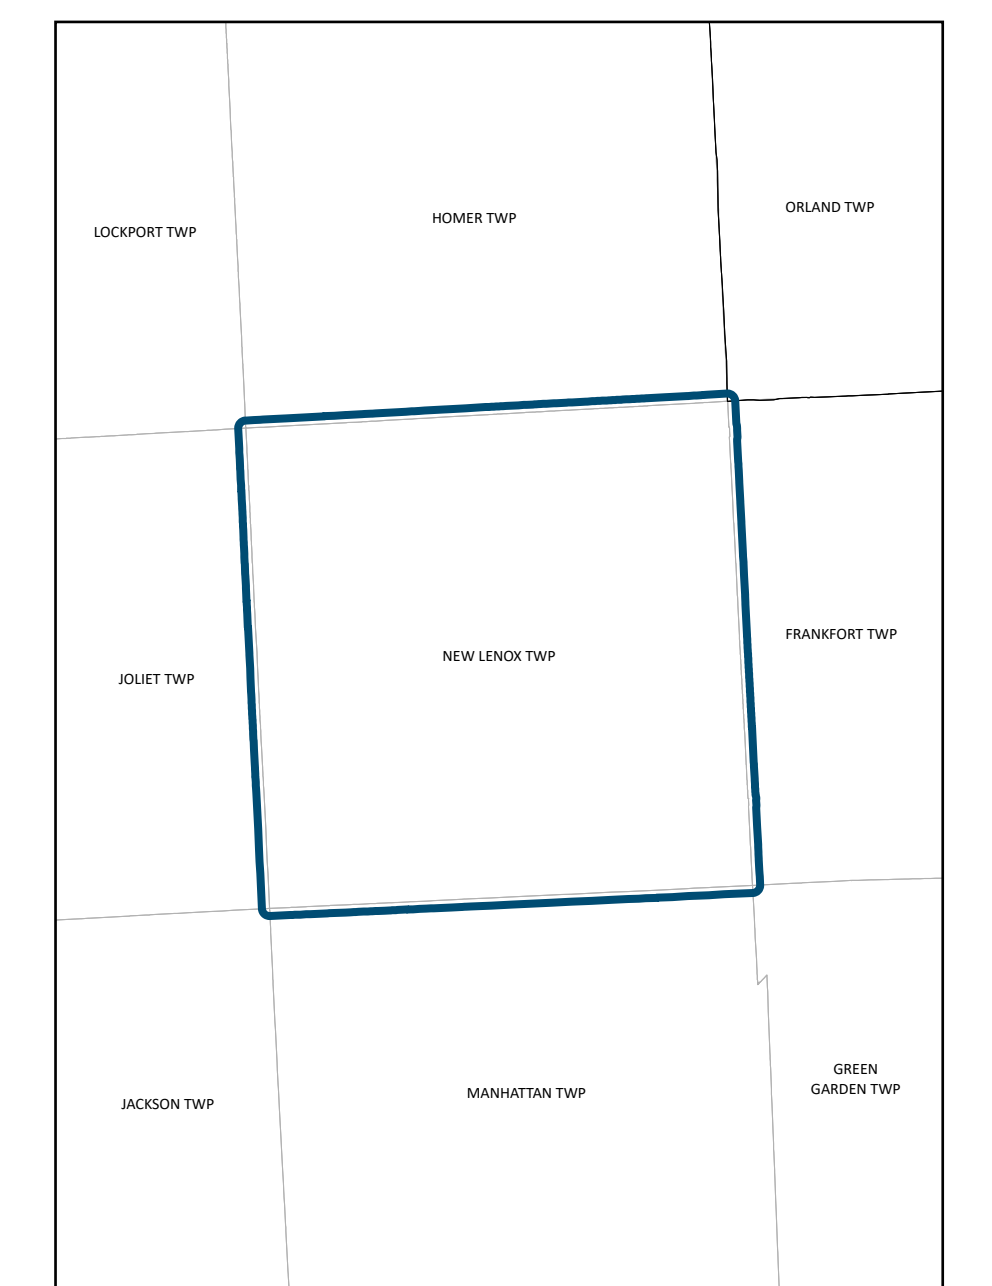 ORLAND TWP
HOMER TWP
LOCKPORT TWP
FRANKFORT TWP
NEW LENOX TWP
JOLIET TWP
GREEN
GARDEN TWP
MANHATTAN TWP
JACKSON TWP